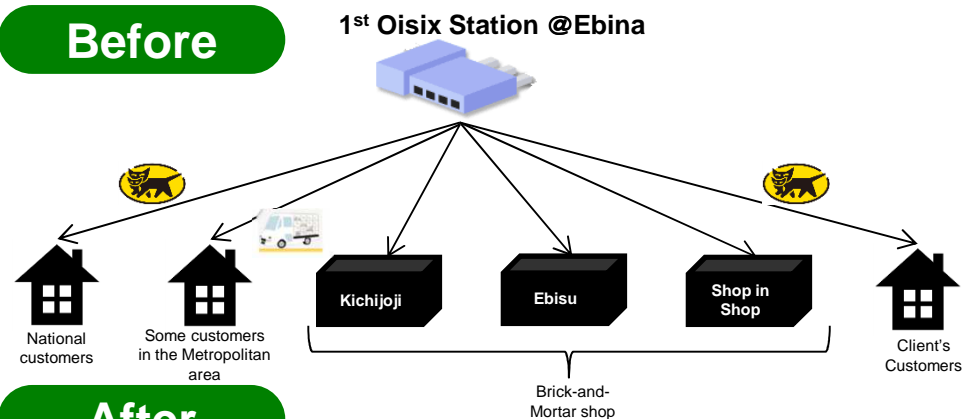 Before
1st Oisix Station @Ebina
Kichijoji
Ebisu
Shop in
Shop
National
customers
Some customers
in the Metropolitan
area
Client's
Customers
Brick-and-
Mortar shop
After